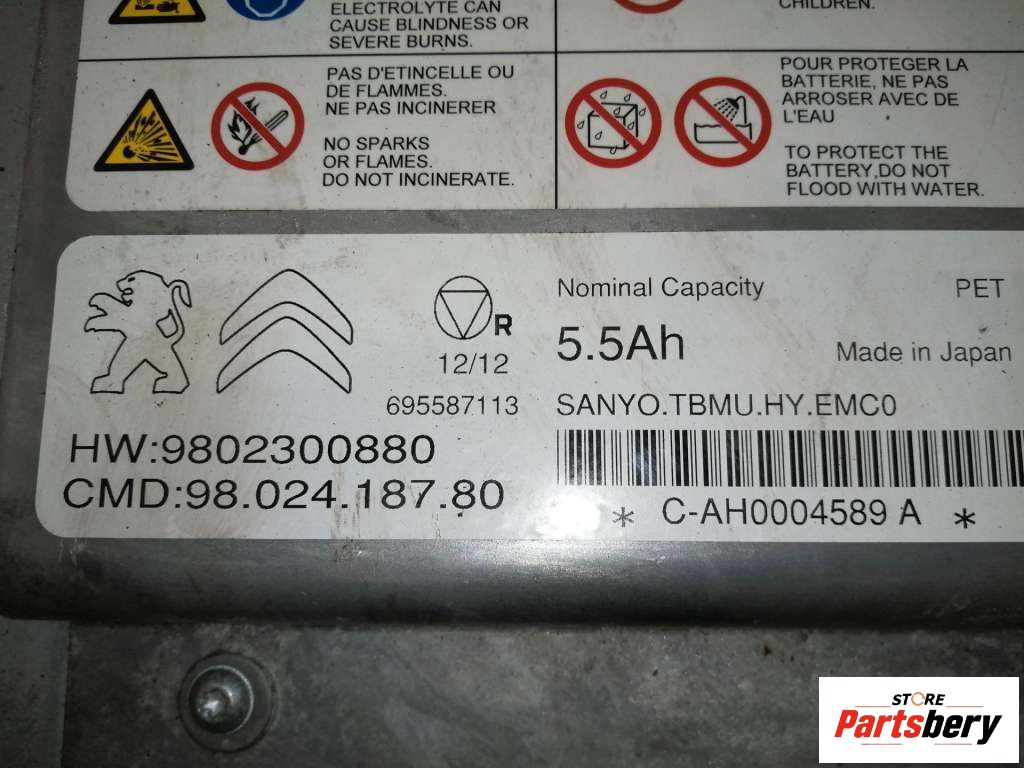 ELECTROLYTE CAN
CAUSE BLINDNESS OR
SEVERE BURNS.
CHILDREN.
PAS D'ETINCELLE OU
DE FLAMMES.
NE PAS INCINERER
NO SPARKS
OR FLAMES.
DO NOT INCINERATE.
POUR PROTEGER LA
BATTERIE, NE PAS
ARROSER AVEC DE
L'EAU
TO PROTECT THE
BATTERY,DO NOT
FLOOD WITH WATER.
R
12/12
695587113
HW:9802300880
CMD:98.024.187.80
Nominal Capacity
PET
5.5Ah
Made in Japan
SANYO.TBMU.HY.EMC0
* C-AH0004589 A *
STORE
Partsbery